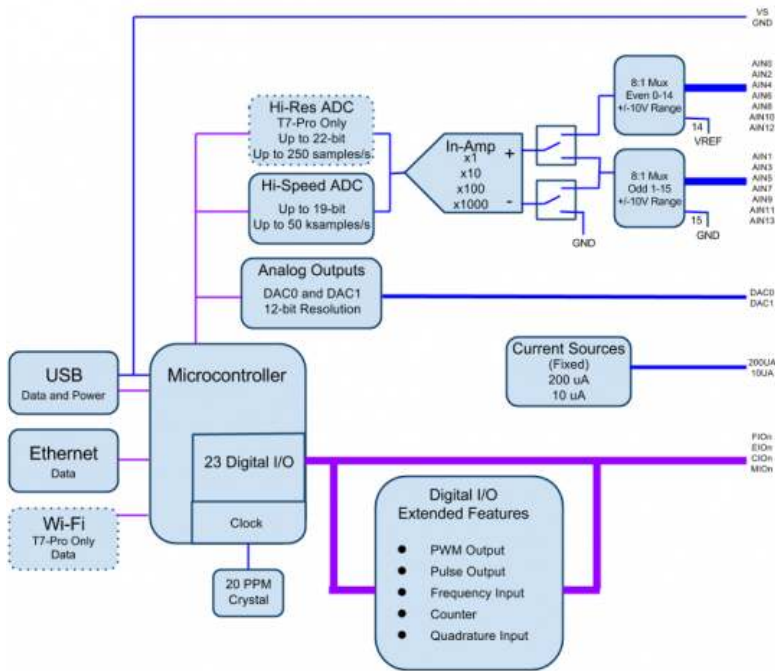 VS
GND
Hi-Res ADC
T7-Pro Only
Up to 22-bit
Up to 250 samples/s
Hi-Speed ADC
Up to 19-bit
Up to 50 ksamples/s
In-Amp
x1
x10
x100
x1000
+
-
GND
8:1 Mux
Even 0-14
+/-10V Range
14
VREF
AIN0
AIN2
AIN4
AIN6
AIN8
AIN10
AIN12
8:1 Mux
Odd 1-15
+/-10V Range
15
GND
AIN1
AIN3
AIN5
AIN7
AIN9
AIN11
AIN13
Analog Outputs
DAC0 and DAC1
12-bit Resolution
DAC0
DAC1
Current Sources
(Fixed)
200 uA
10 uA
200UA
10UA
USB
Data and Power
Ethernet
Data
Wi-Fi
T7-Pro Only
Data
Microcontroller
23 Digital I/O
Clock
20 PPM
Crystal
FIOn
EIOn
CIOn
MIOn
Digital I/O
Extended Features
● PWM Output
● Pulse Output
● Frequency Input
● Counter
● Quadrature Input